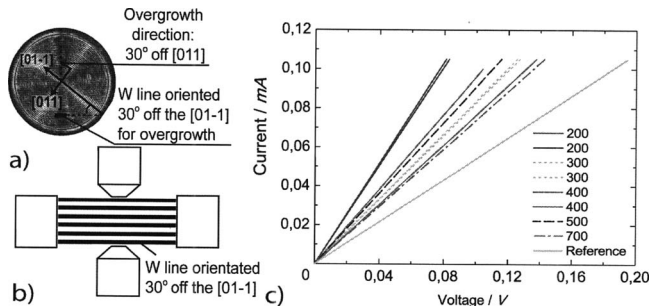 Overgrowth
direction:
30° off [011]
[01-1]
[011]
W line oriented
30° off the [01-1]
for overgrowth
a)
W line orientated
30° off the [01-1]
b)
0,12
0,10
0,08
0,06
0,04
0,02
Current / mA
200
200
300
300
400
400
500
700
Reference
0,00 0,04 0,08 0,12 0,16 0,20
Voltage / V
c)